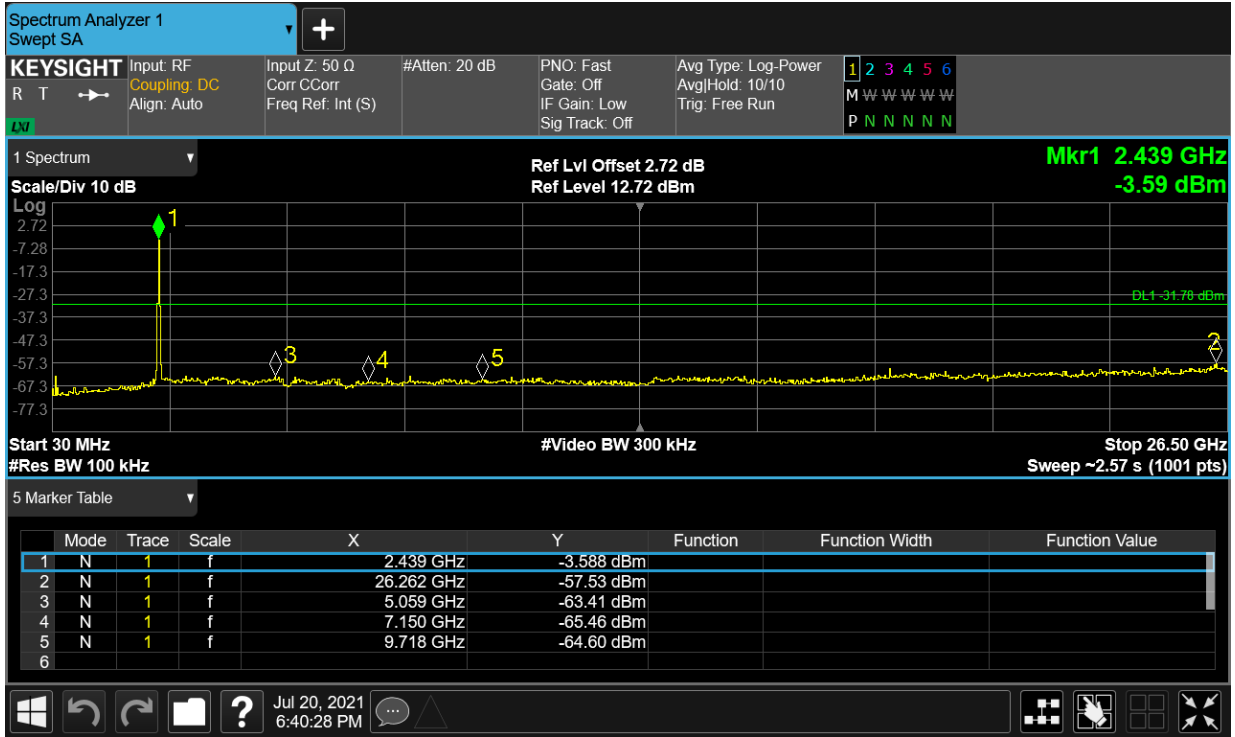 Spectrum Analyzer 1
Swept SA
KEYSIGHT
R T
LXI
Input: RF
Coupling: DC
Align: Auto
Input Z: 50 Ω
Corr CCorr
Freq Ref: Int (S)
#Atten: 20 dB
PNO: Fast
Gate: Off
IF Gain: Low
Sig Track: Off
Avg Type: Log-Power
Avg|Hold: 10/10
Trig: Free Run
1 2 3 4 5 6
M W W W W W
P N N N N N
1 Spectrum
Scale/Div 10 dB
Ref Lvl Offset 2.72 dB
Ref Level 12.72 dBm
Mkr1 2.439 GHz
-3.59 dBm
Log
2.72
-7.28
-17.3
-27.3
-37.3
-47.3
-57.3
-67.3
-77.3
1
3
4
5
2
DL1 -31.78 dBm
Start 30 MHz
#Video BW 300 kHz
Stop 26.50 GHz
#Res BW 100 kHz
Sweep ~2.57 s (1001 pts)
5 Marker Table
Mode Trace Scale X Y Function Function Width Function Value
1 N 1 f 2.439 GHz -3.588 dBm
2 N 1 f 26.262 GHz -57.53 dBm
3 N 1 f 5.059 GHz -63.41 dBm
4 N 1 f 7.150 GHz -65.46 dBm
5 N 1 f 9.718 GHz -64.60 dBm
6
?
Jul 20, 2021
6:40:28 PM